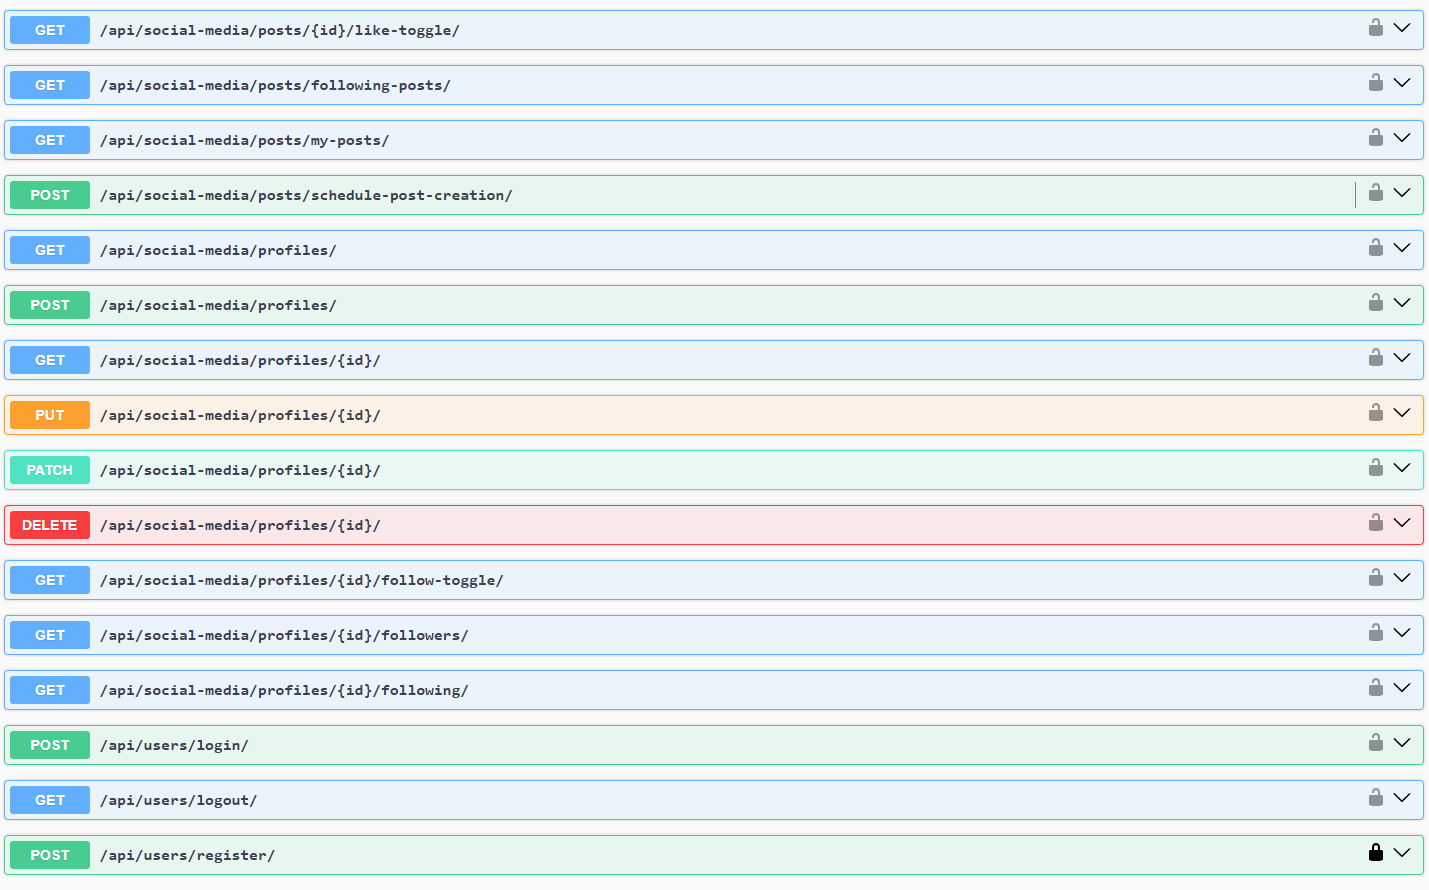 GET /api/social-media/posts/{id}/like-toggle/
GET /api/social-media/posts/following-posts/
GET /api/social-media/posts/my-posts/
POST /api/social-media/posts/schedule-post-creation/
GET /api/social-media/profiles/
POST /api/social-media/profiles/
GET /api/social-media/profiles/{id}/
PUT /api/social-media/profiles/{id}/
PATCH /api/social-media/profiles/{id}/
DELETE /api/social-media/profiles/{id}/
GET /api/social-media/profiles/{id}/follow-toggle/
GET /api/social-media/profiles/{id}/followers/
GET /api/social-media/profiles/{id}/following/
POST /api/users/login/
GET /api/users/logout/
POST /api/users/register/